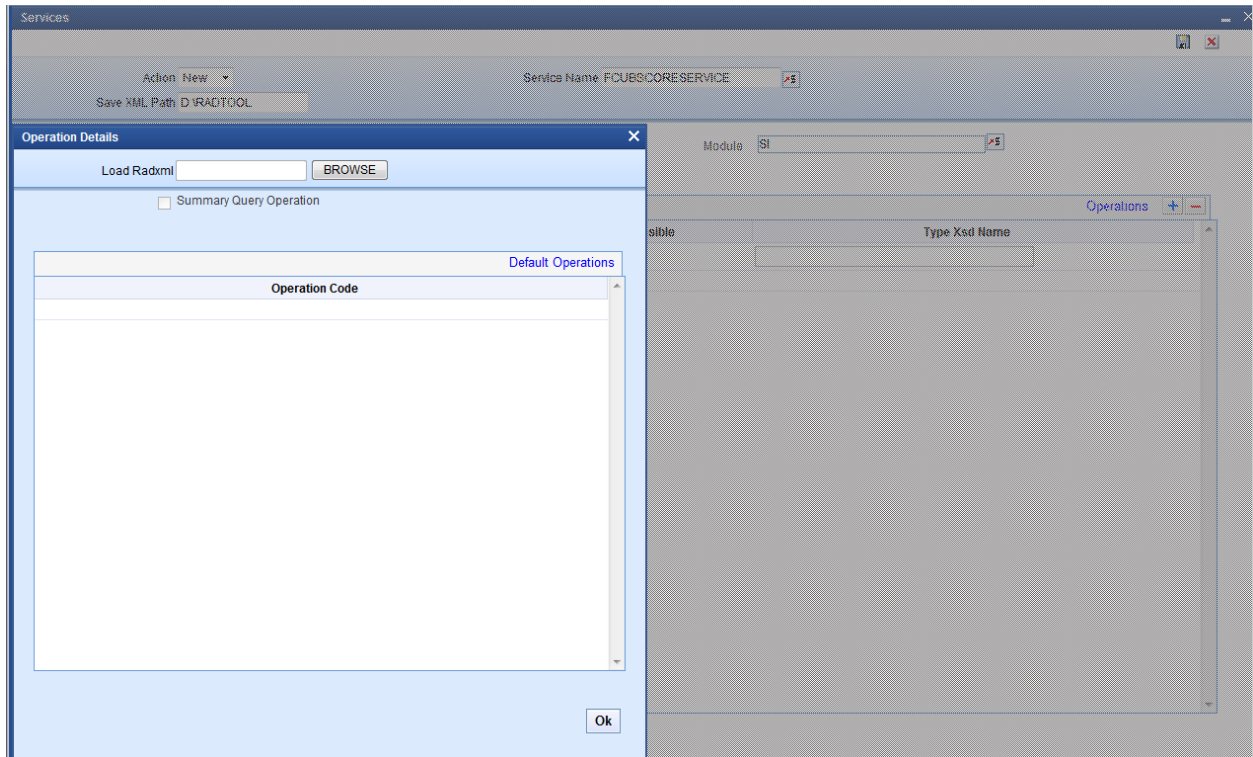 Services
Action New
Service Name FCUBSCORESERVICE
Save XML Path D:\RADTOOL
Operation Details
Module SI
Load Radxml BROWSE
Summary Query Operation
Operations + −
sible Type Xsd Name
Default Operations
Operation Code
Ok